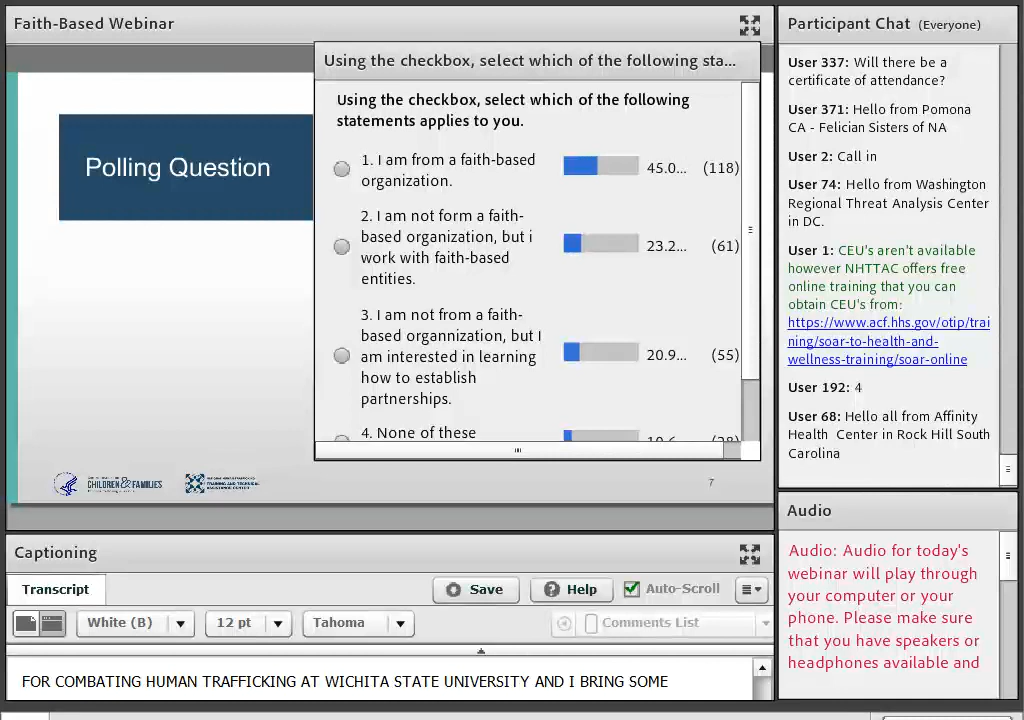 Faith-Based Webinar
Using the checkbox, select which of the following sta...
Using the checkbox, select which of the following
statements applies to you.
1. I am from a faith-based
organization.
45.0... (118)
2. I am not form a faith-
based organization, but i
work with faith-based
entities.
23.2... (61)
3. I am not from a faith-
based organnization, but I
am interested in learning
how to establish
partnerships.
20.9... (55)
4. None of these
Polling Question
CHILDREN & FAMILIES
7
Captioning
Transcript
Save
Help
Auto-Scroll
White (B)
12 pt
Tahoma
Comments List
FOR COMBATING HUMAN TRAFFICKING AT WICHITA STATE UNIVERSITY AND I BRING SOME
Participant Chat (Everyone)
User 337: Will there be a
certificate of attendance?
User 371: Hello from Pomona
CA - Felician Sisters of NA
User 2: Call in
User 74: Hello from Washington
Regional Threat Analysis Center
in DC.
User 1: CEU's aren't available
however NHTTAC offers free
online training that you can
obtain CEU's from:
https://www.acf.hhs.gov/otip/trai
ning/soar-to-health-and-
wellness-training/soar-online
User 192: 4
User 68: Hello all from Affinity
Health Center in Rock Hill South
Carolina
Audio
Audio: Audio for today's
webinar will play through
your computer or your
phone. Please make sure
that you have speakers or
headphones available and